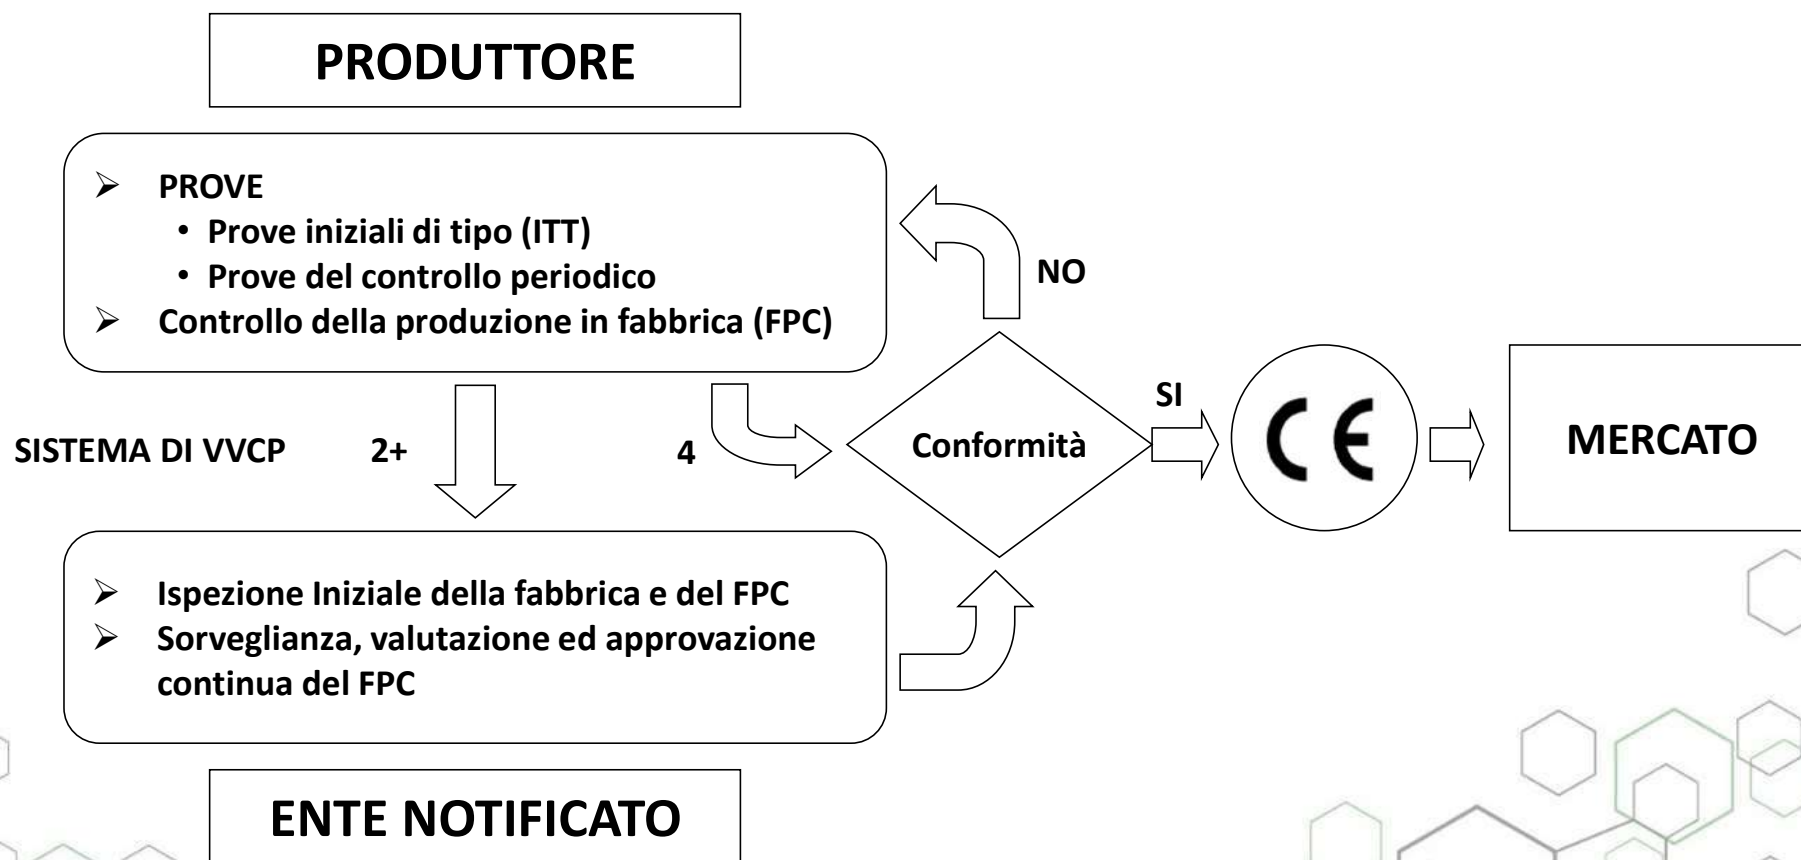 PRODUTTORE
➢ PROVE
• Prove iniziali di tipo (ITT)
• Prove del controllo periodico
➢ Controllo della produzione in fabbrica (FPC)
NO
SISTEMA DI VVCP
2+
4
Conformità
SI
CE
MERCATO
➢ Ispezione Iniziale della fabbrica e del FPC
➢ Sorveglianza, valutazione ed approvazione
continua del FPC
ENTE NOTIFICATO